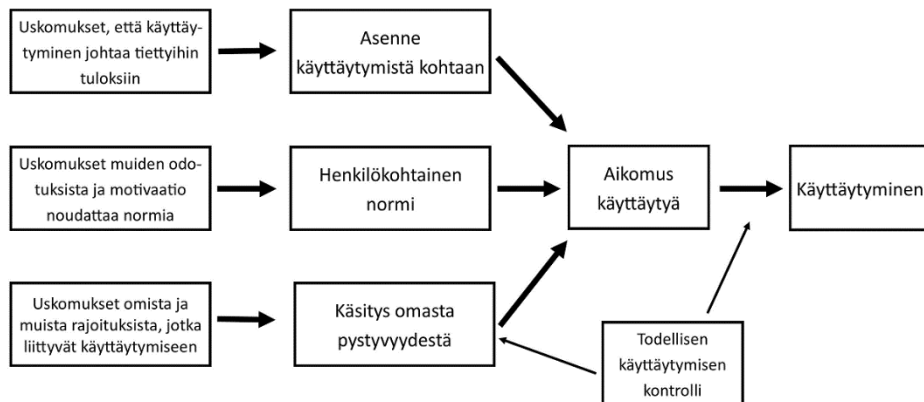 Uskomukset, että käyttäy-
tyminen johtaa tiettyihin
tuloksiin
Asenne
käyttäytymistä kohtaan
Uskomukset muiden odo-
tuksista ja motivaatio
noudattaa normia
Henkilökohtainen
normi
Aikomus
käyttäytyä
Käyttäytyminen
Uskomukset omista ja
muista rajoituksista, jotka
liittyvät käyttäytymiseen
Käsitys omasta
pystyvyydestä
Todellisen
käyttäytymisen
kontrolli